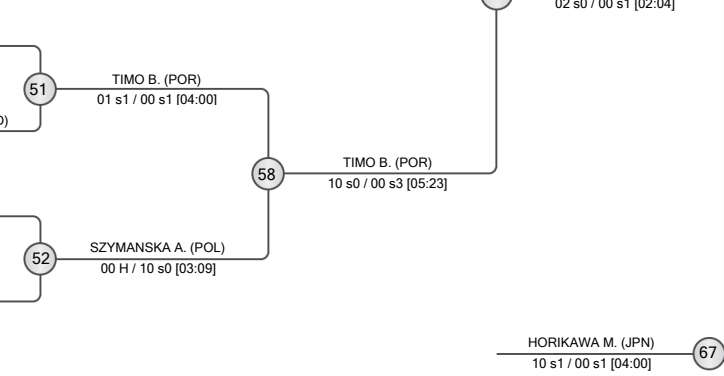 02 s0 / 00 s1 [02:04]
TIMO B. (POR)
51
01 s1 / 00 s1 [04:00]
TIMO B. (POR)
58
10 s0 / 00 s3 [05:23]
SZYMANSKA A. (POL)
52
00 H / 10 s0 [03:09]
HORIKAWA M. (JPN)
67
10 s1 / 00 s1 [04:00]